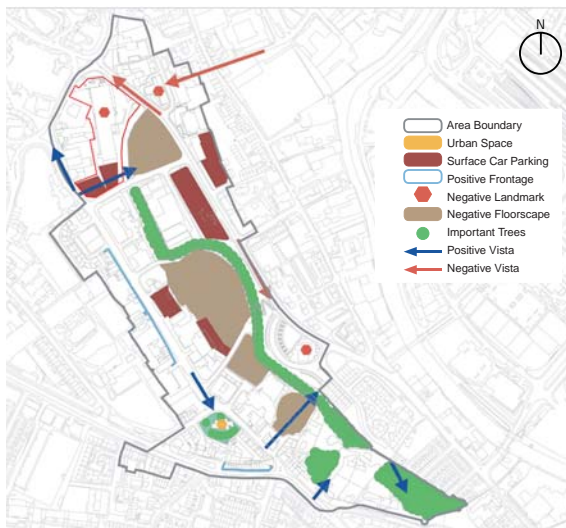 N
Area Boundary
Urban Space
Surface Car Parking
Positive Frontage
Negative Landmark
Negative Floorscape
Important Trees
Positive Vista
Negative Vista